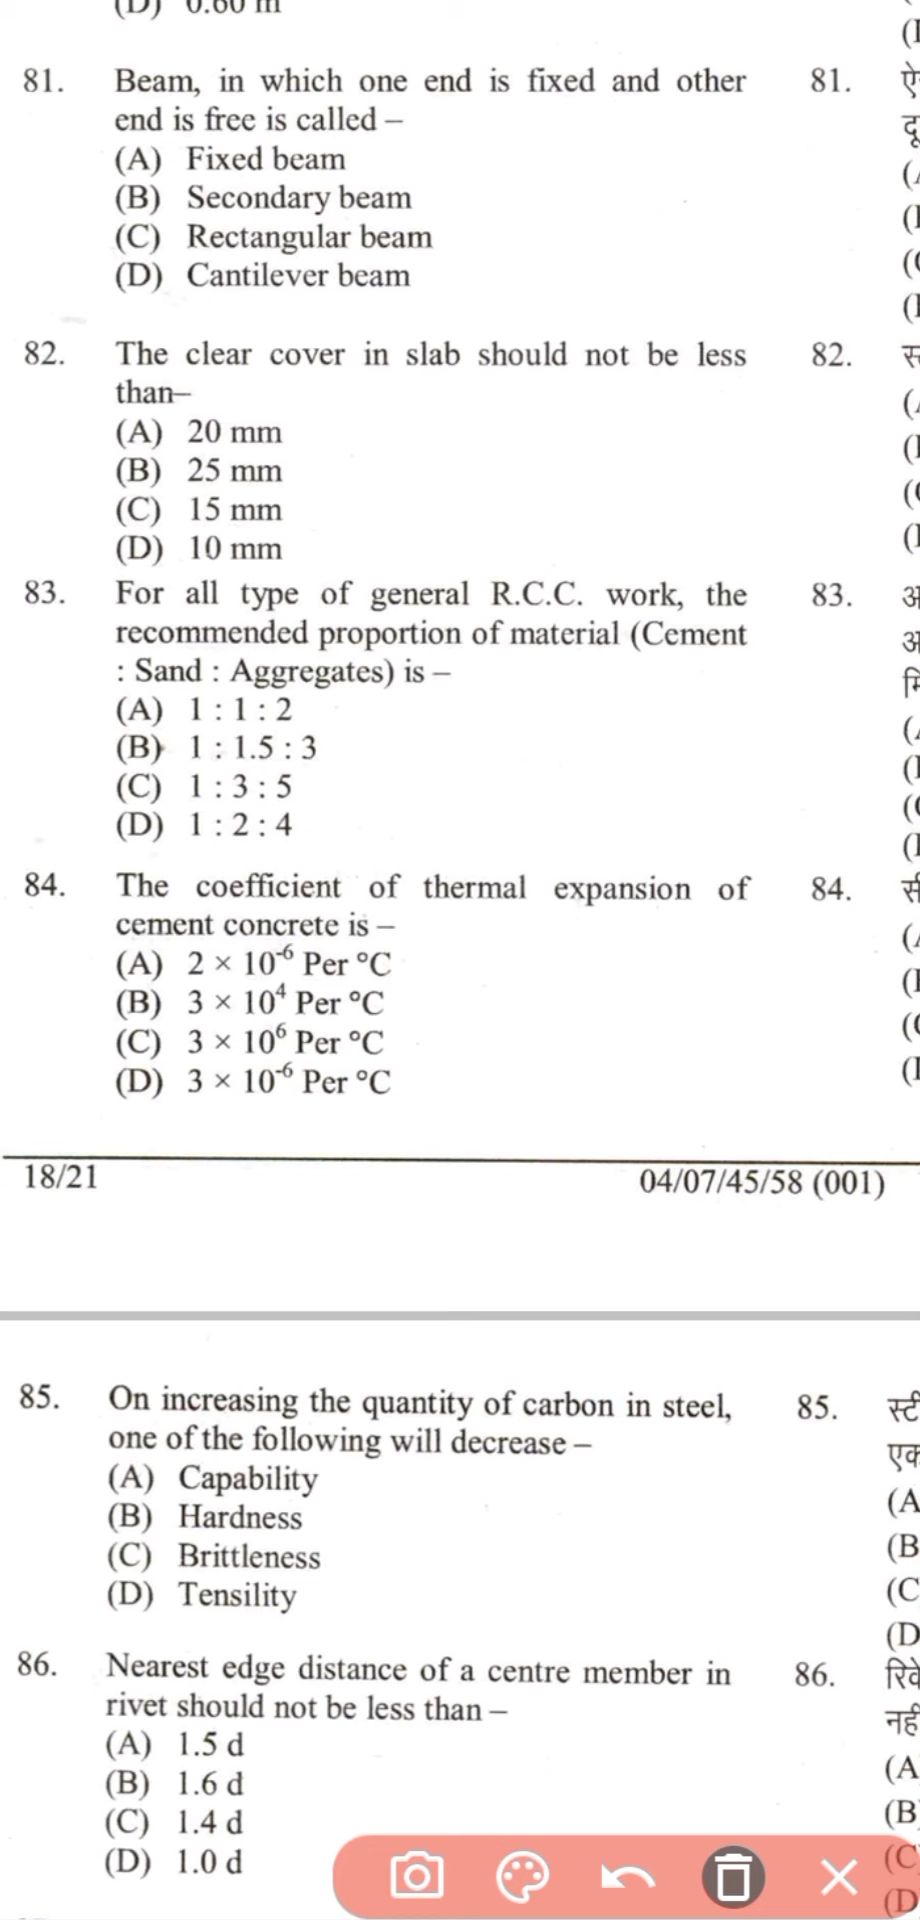 (D) 0.60 m
81. Beam, in which one end is fixed and other
end is free is called –
(A) Fixed beam
(B) Secondary beam
(C) Rectangular beam
(D) Cantilever beam
82. The clear cover in slab should not be less
than–
(A) 20 mm
(B) 25 mm
(C) 15 mm
(D) 10 mm
83. For all type of general R.C.C. work, the
recommended proportion of material (Cement
: Sand : Aggregates) is –
(A) 1 : 1 : 2
(B) 1 : 1.5 : 3
(C) 1 : 3 : 5
(D) 1 : 2 : 4
84. The coefficient of thermal expansion of
cement concrete is –
(A) 2 × 10⁻⁶ Per °C
(B) 3 × 10⁴ Per °C
(C) 3 × 10⁶ Per °C
(D) 3 × 10⁻⁶ Per °C
81.
82.
83.
84.
18/21 04/07/45/58 (001)
85. On increasing the quantity of carbon in steel,
one of the following will decrease –
(A) Capability
(B) Hardness
(C) Brittleness
(D) Tensility
86. Nearest edge distance of a centre member in
rivet should not be less than –
(A) 1.5 d
(B) 1.6 d
(C) 1.4 d
(D) 1.0 d
85.
(A
(B
(C
(D
86.
(A
(B
(C
(D